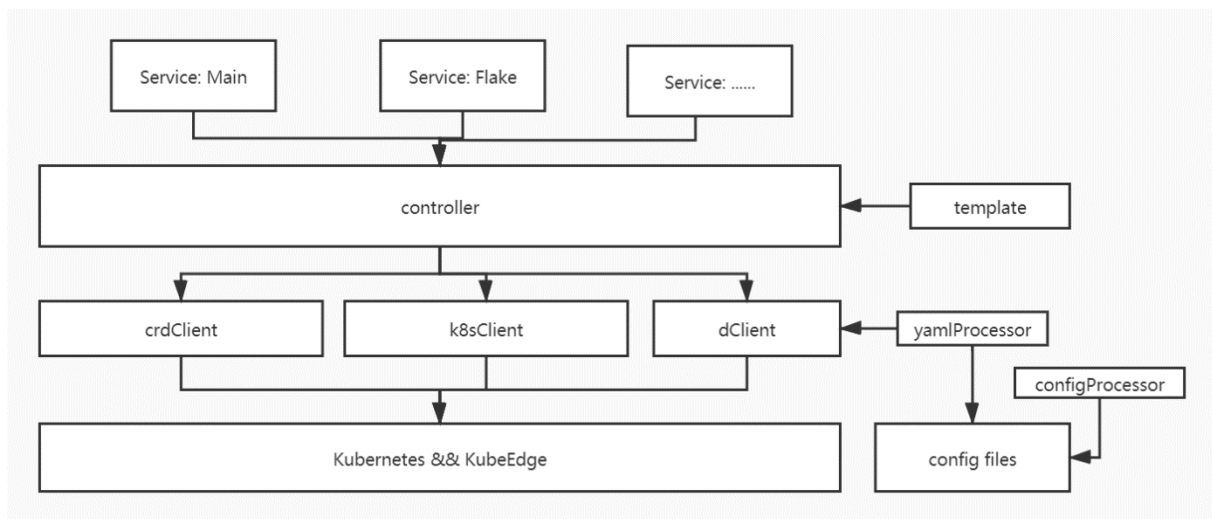 Service: Main
Service: Flake
Service: ......
controller
template
crdClient
k8sClient
dClient
yamlProcessor
configProcessor
Kubernetes && KubeEdge
config files